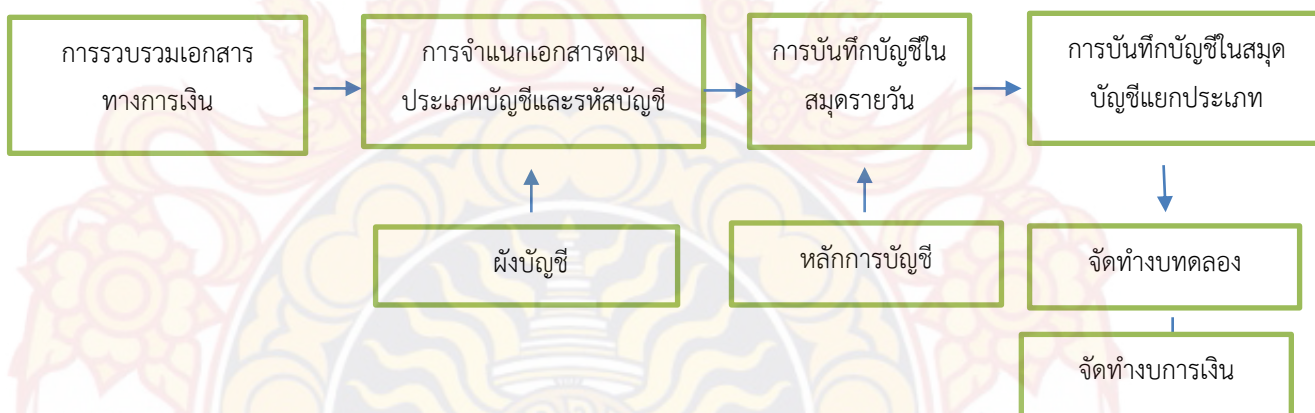 การรวบรวมเอกสาร
ทางการเงิน
การจำแนกเอกสารตาม
ประเภทบัญชีและรหัสบัญชี
การบันทึกบัญชีใน
สมุดรายวัน
การบันทึกบัญชีในสมุด
บัญชีแยกประเภท
ผังบัญชี
หลักการบัญชี
จัดทำงบทดลอง
จัดทำงบการเงิน